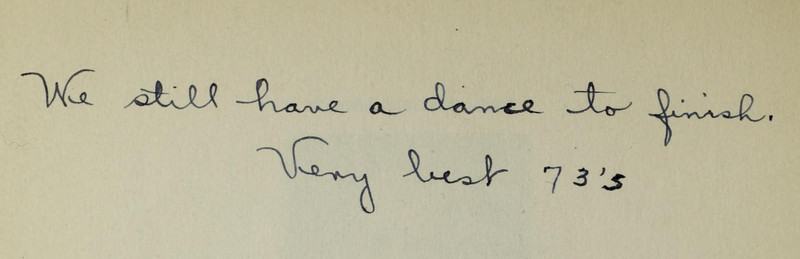 We still have a dance to finish.
Very best 73's